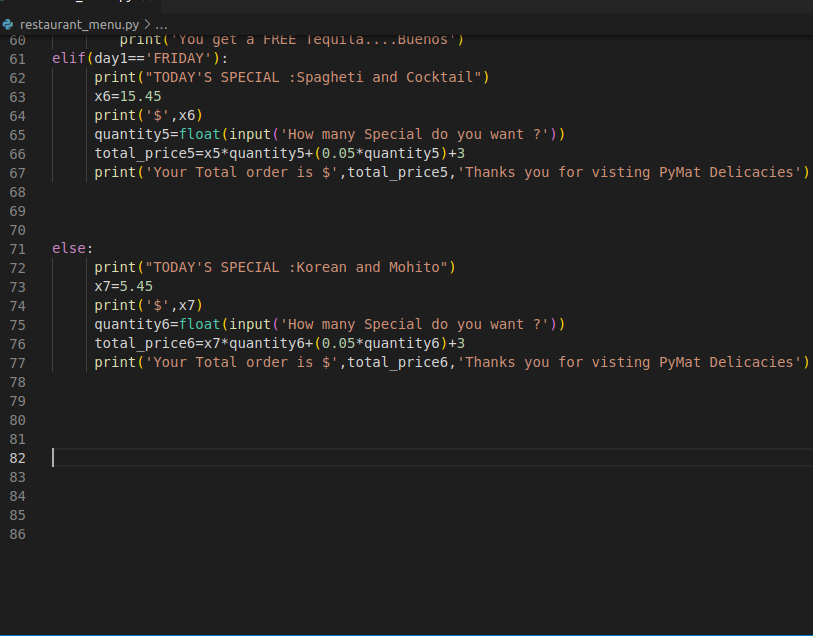 restaurant_menu.py > ...
60 print('You get a FREE Tequila....Buenos')
61 elif(day1=='FRIDAY'):
62 print("TODAY'S SPECIAL :Spagheti and Cocktail")
63 x6=15.45
64 print('$',x6)
65 quantity5=float(input('How many Special do you want ?'))
66 total_price5=x5*quantity5+(0.05*quantity5)+3
67 print('Your Total order is $',total_price5,'Thanks you for visting PyMat Delicacies')
68
69
70
71 else:
72 print("TODAY'S SPECIAL :Korean and Mohito")
73 x7=5.45
74 print('$',x7)
75 quantity6=float(input('How many Special do you want ?'))
76 total_price6=x7*quantity6+(0.05*quantity6)+3
77 print('Your Total order is $',total_price6,'Thanks you for visting PyMat Delicacies')
78
79
80
81
82
83
84
85
86